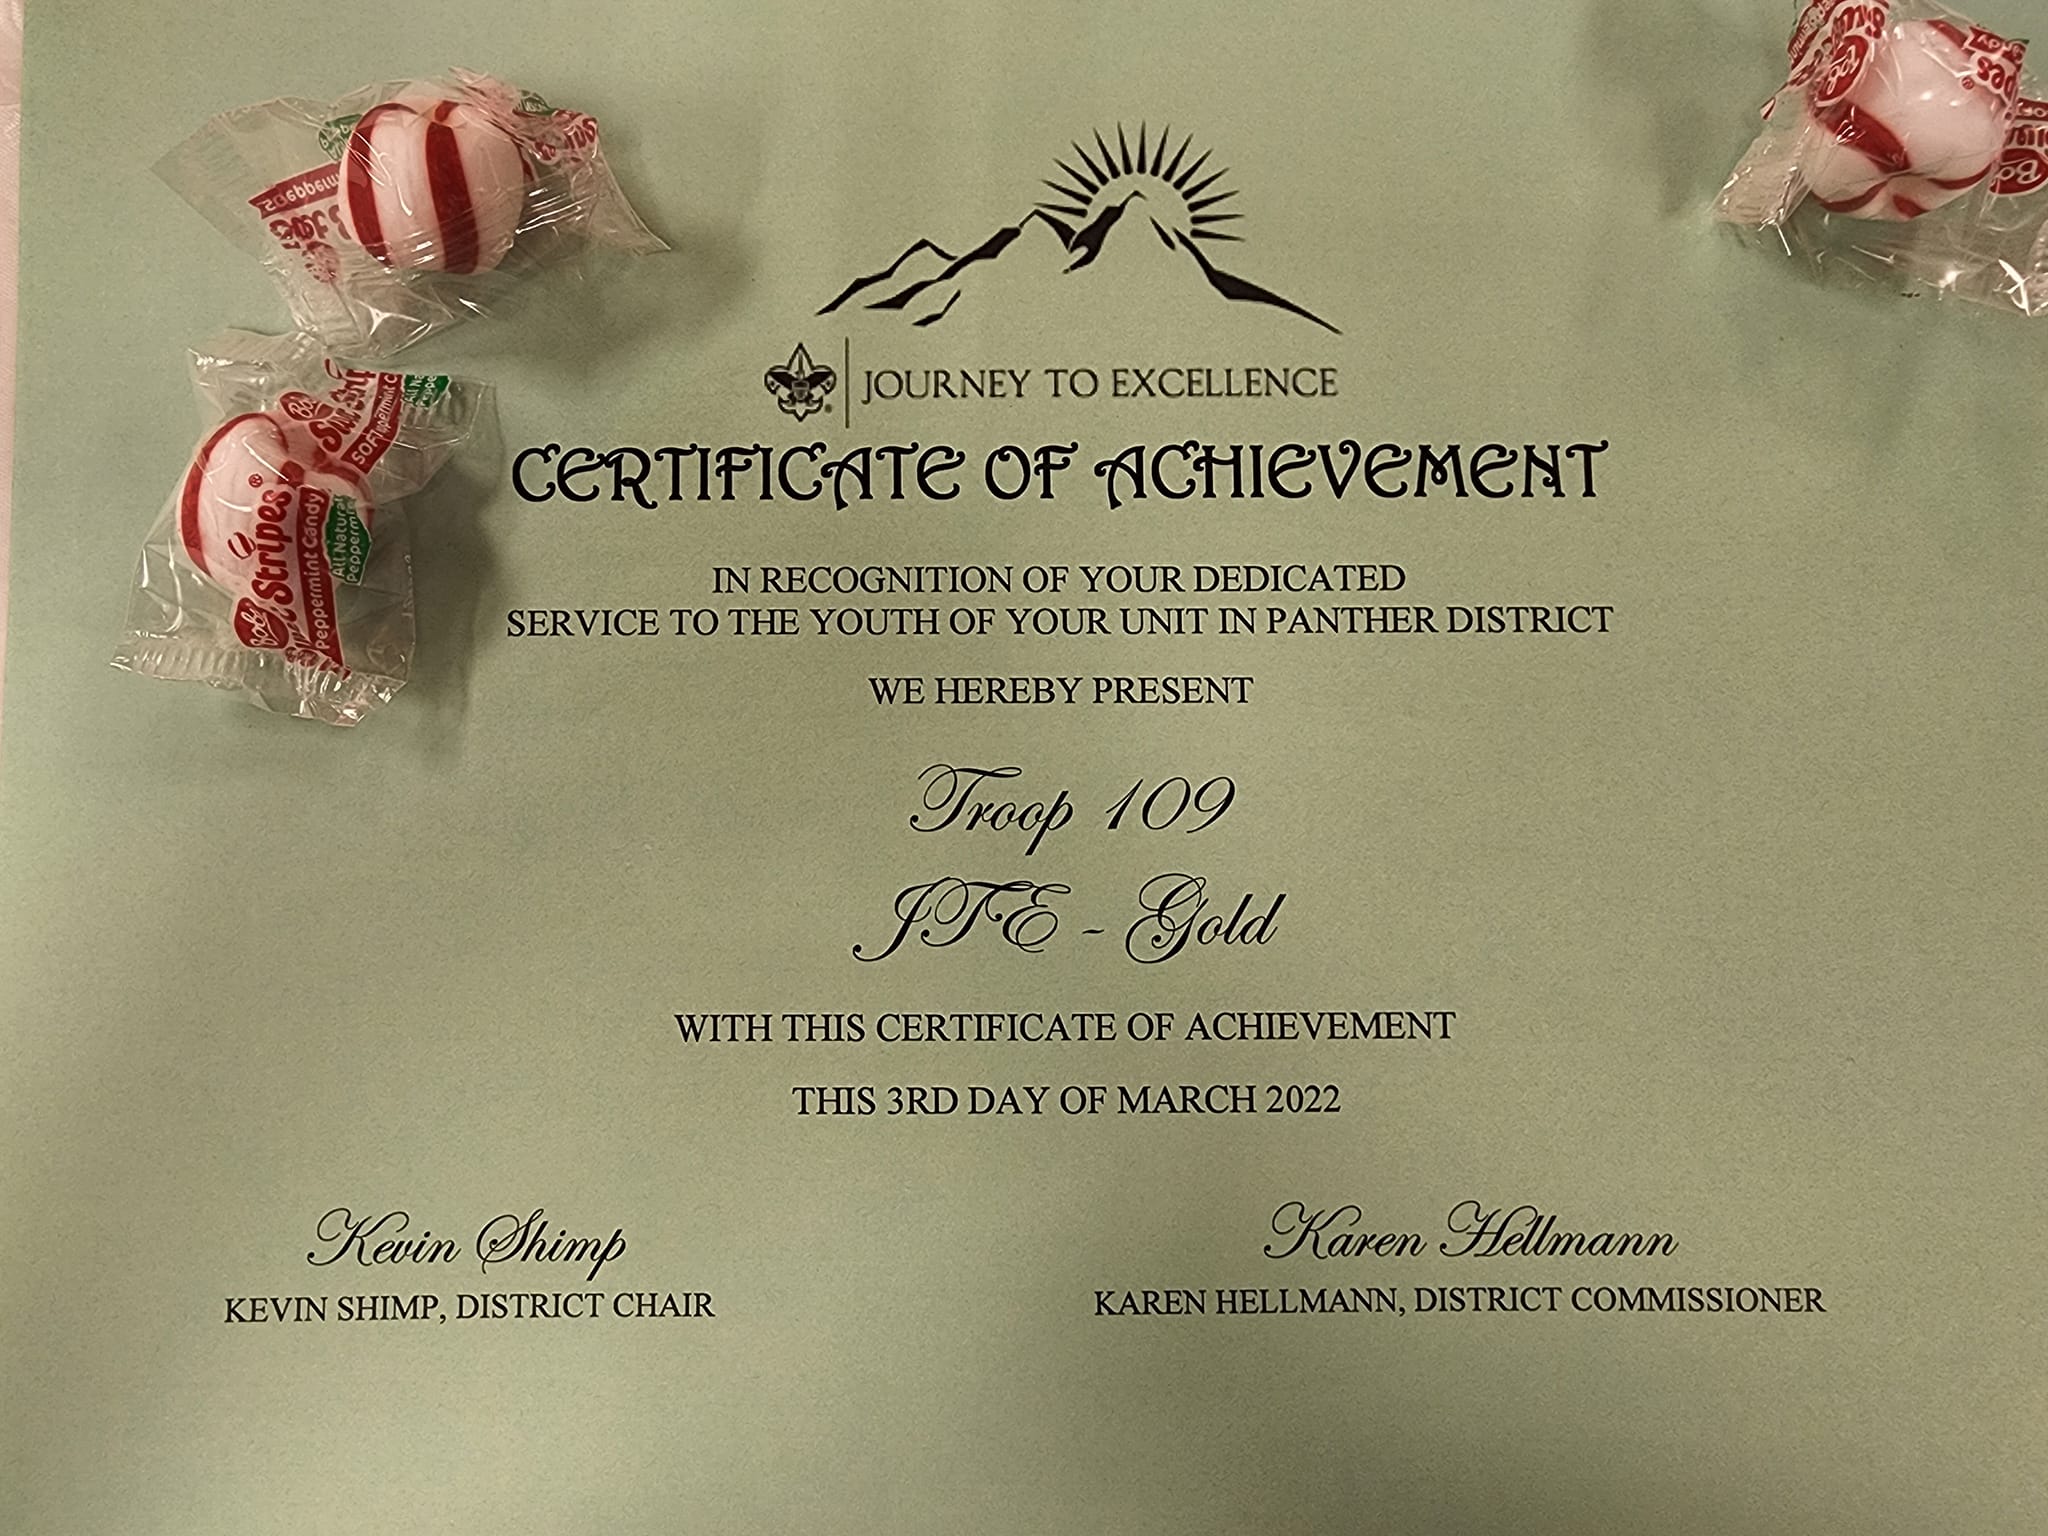 JOURNEY TO EXCELLENCE
CERTIFICATE OF ACHIEVEMENT
IN RECOGNITION OF YOUR DEDICATED
SERVICE TO THE YOUTH OF YOUR UNIT IN PANTHER DISTRICT
WE HEREBY PRESENT
Troop 109
JTE - Gold
WITH THIS CERTIFICATE OF ACHIEVEMENT
THIS 3RD DAY OF MARCH 2022
Kevin Shimp
KEVIN SHIMP, DISTRICT CHAIR
Karen Hellmann
KAREN HELLMANN, DISTRICT COMMISSIONER
Bob's
Stripes®
Peppermint Candy
All Natural